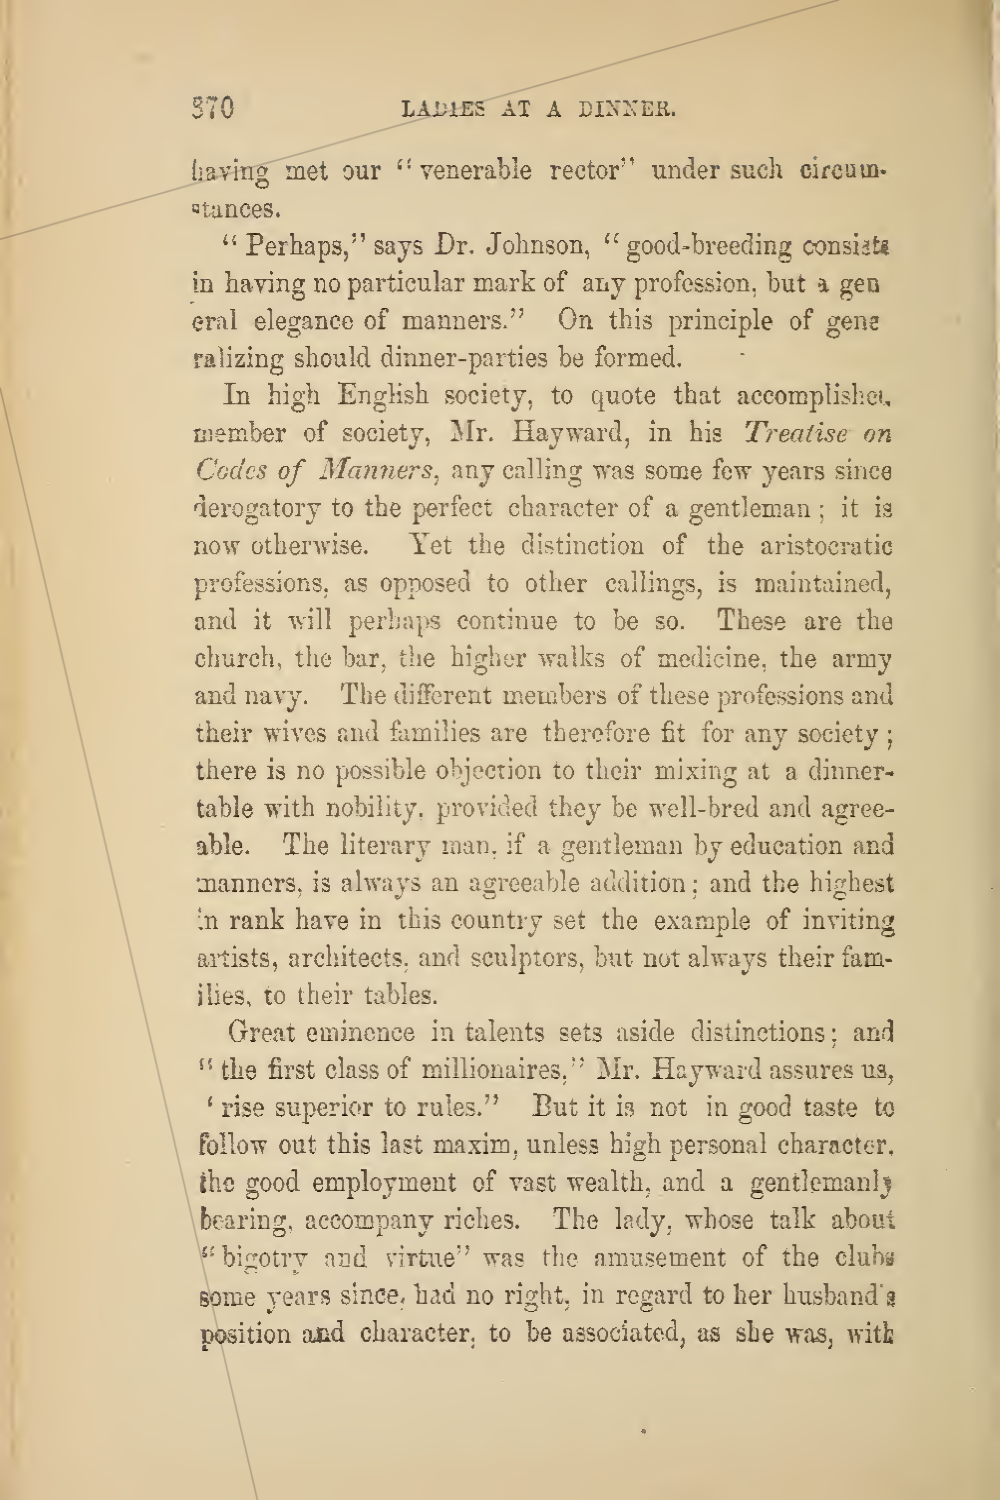 370 LADIES AT A DINNER.
having met our “venerable rector” under such circum-
stances.
“Perhaps,” says Dr. Johnson, “good-breeding consists
in having no particular mark of any profession, but a gen
eral elegance of manners.” On this principle of gene
ralizing should dinner-parties be formed.
In high English society, to quote that accomplished
member of society, Mr. Hayward, in his Treatise on
Codes of Manners, any calling was some few years since
derogatory to the perfect character of a gentleman; it is
now otherwise. Yet the distinction of the aristocratic
professions, as opposed to other callings, is maintained,
and it will perhaps continue to be so. These are the
church, the bar, the higher walks of medicine, the army
and navy. The different members of these professions and
their wives and families are therefore fit for any society;
there is no possible objection to their mixing at a dinner-
table with nobility, provided they be well-bred and agree-
able. The literary man, if a gentleman by education and
manners, is always an agreeable addition; and the highest
in rank have in this country set the example of inviting
artists, architects, and sculptors, but not always their fam-
ilies, to their tables.
Great eminence in talents sets aside distinctions; and
“the first class of millionaires,” Mr. Hayward assures us,
‘rise superior to rules.” But it is not in good taste to
follow out this last maxim, unless high personal character,
the good employment of vast wealth, and a gentlemanly
bearing, accompany riches. The lady, whose talk about
“bigotry and virtue” was the amusement of the clubs
some years since, had no right, in regard to her husband's
position and character, to be associated, as she was, with